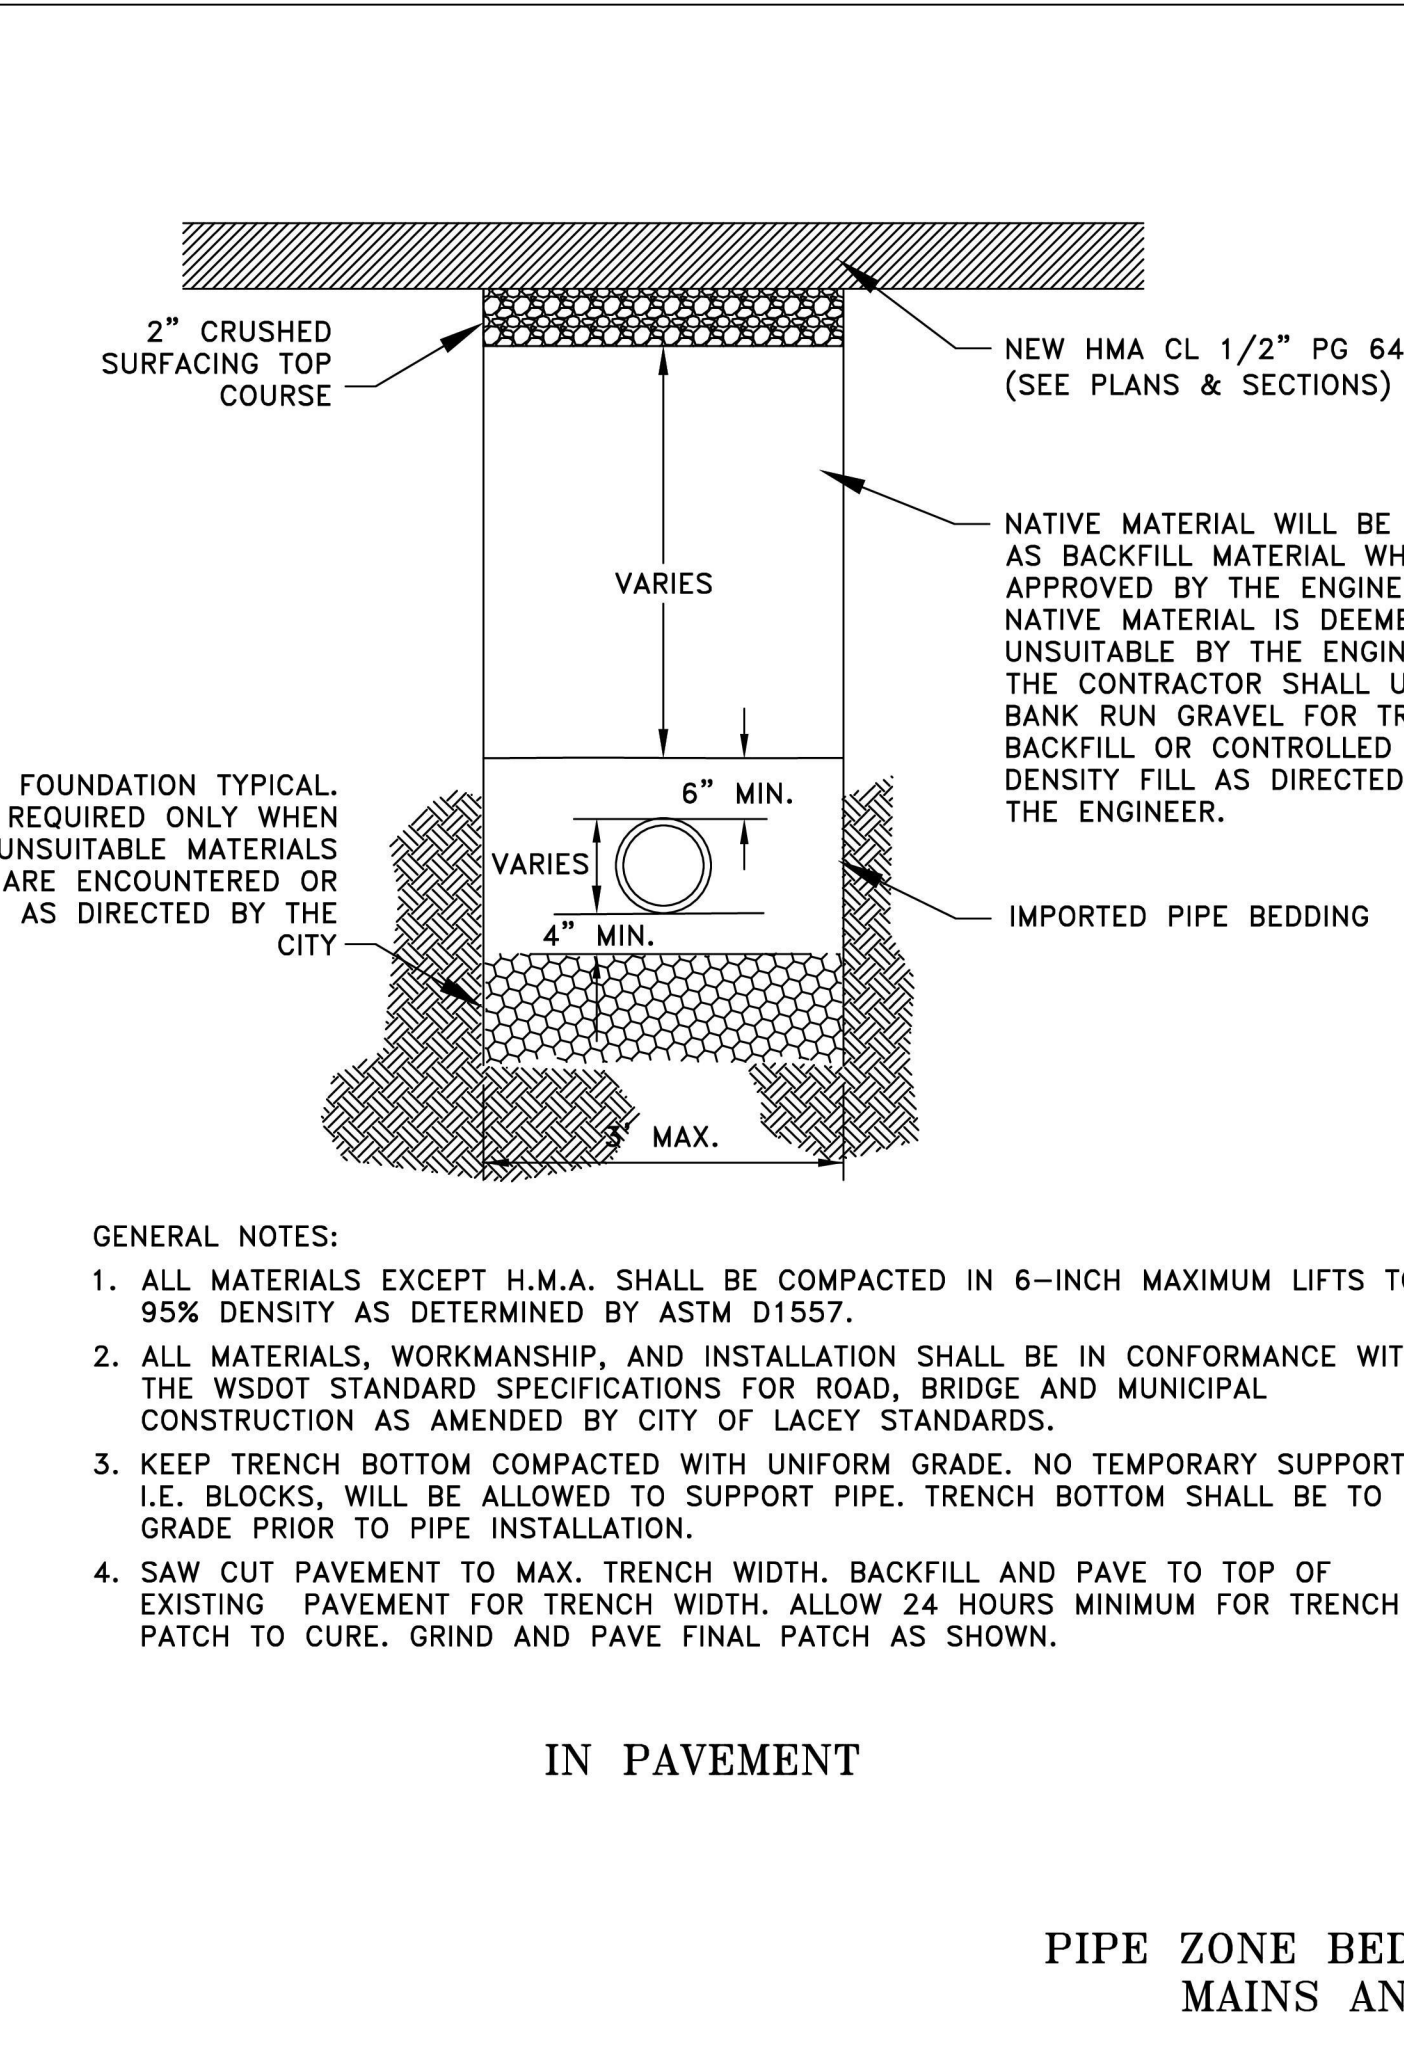 2” CRUSHED
SURFACING TOP
COURSE
NEW HMA CL 1/2” PG 64
(SEE PLANS & SECTIONS)
NATIVE MATERIAL WILL BE
AS BACKFILL MATERIAL WH
APPROVED BY THE ENGINE
NATIVE MATERIAL IS DEEME
UNSUITABLE BY THE ENGIN
THE CONTRACTOR SHALL U
BANK RUN GRAVEL FOR TR
BACKFILL OR CONTROLLED
DENSITY FILL AS DIRECTED
THE ENGINEER.
VARIES
FOUNDATION TYPICAL.
REQUIRED ONLY WHEN
UNSUITABLE MATERIALS
ARE ENCOUNTERED OR
AS DIRECTED BY THE
CITY
6” MIN.
VARIES
4” MIN.
IMPORTED PIPE BEDDING
3' MAX.
GENERAL NOTES:
1. ALL MATERIALS EXCEPT H.M.A. SHALL BE COMPACTED IN 6–INCH MAXIMUM LIFTS TO
95% DENSITY AS DETERMINED BY ASTM D1557.
2. ALL MATERIALS, WORKMANSHIP, AND INSTALLATION SHALL BE IN CONFORMANCE WIT
THE WSDOT STANDARD SPECIFICATIONS FOR ROAD, BRIDGE AND MUNICIPAL
CONSTRUCTION AS AMENDED BY CITY OF LACEY STANDARDS.
3. KEEP TRENCH BOTTOM COMPACTED WITH UNIFORM GRADE. NO TEMPORARY SUPPORT
I.E. BLOCKS, WILL BE ALLOWED TO SUPPORT PIPE. TRENCH BOTTOM SHALL BE TO
GRADE PRIOR TO PIPE INSTALLATION.
4. SAW CUT PAVEMENT TO MAX. TRENCH WIDTH. BACKFILL AND PAVE TO TOP OF
EXISTING PAVEMENT FOR TRENCH WIDTH. ALLOW 24 HOURS MINIMUM FOR TRENCH
PATCH TO CURE. GRIND AND PAVE FINAL PATCH AS SHOWN.
IN PAVEMENT
PIPE ZONE BED
MAINS AN